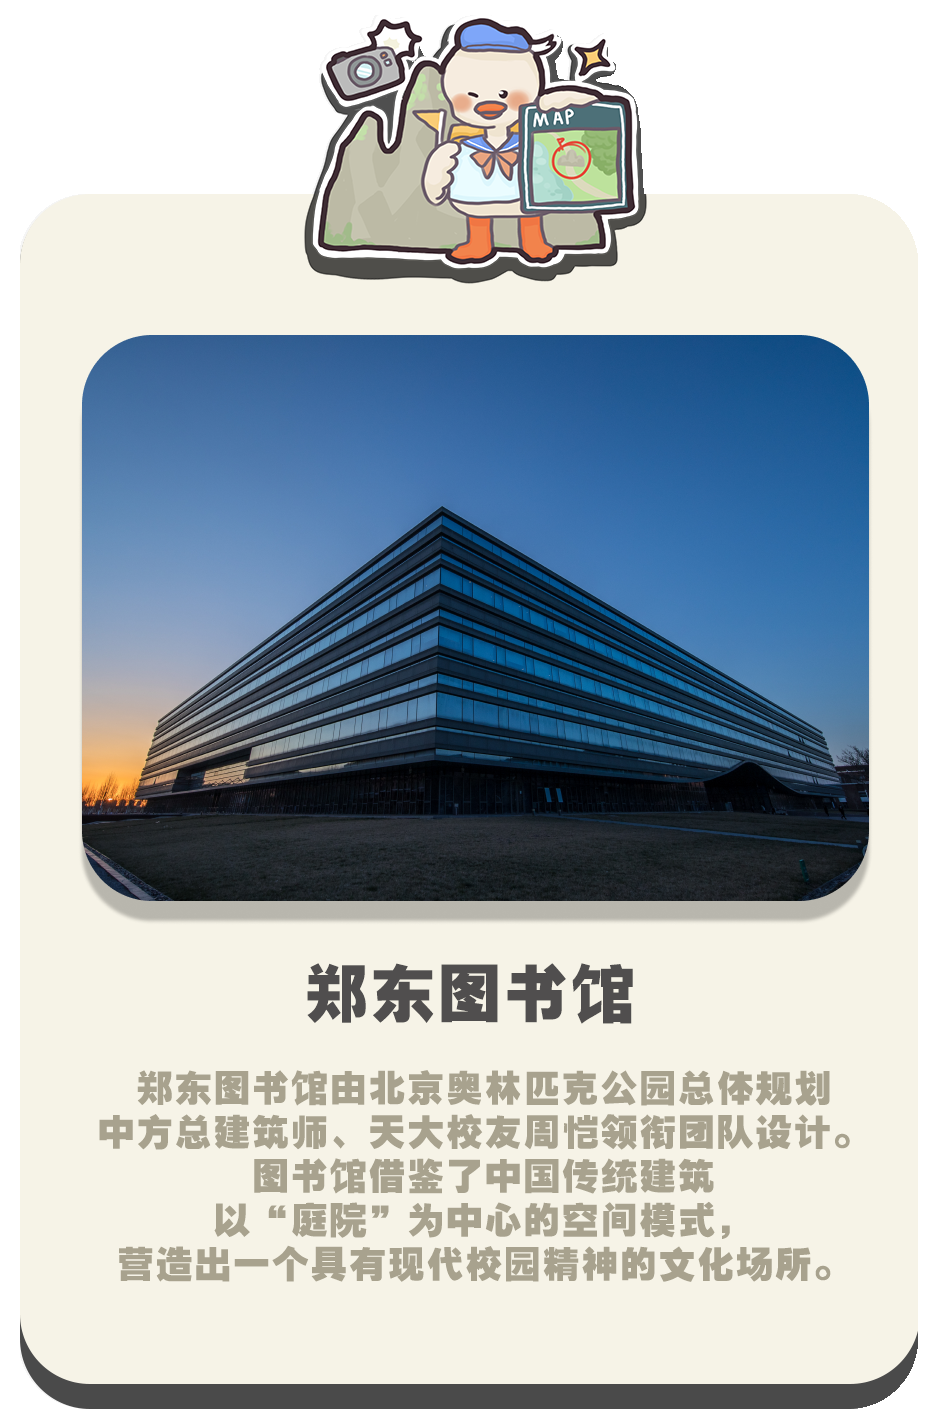 MAP
郑东图书馆
郑东图书馆由北京奥林匹克公园总体规划
中方总建筑师、天大校友周恺领衔团队设计。
图书馆借鉴了中国传统建筑
以“庭院”为中心的空间模式，
营造出一个具有现代校园精神的文化场所。